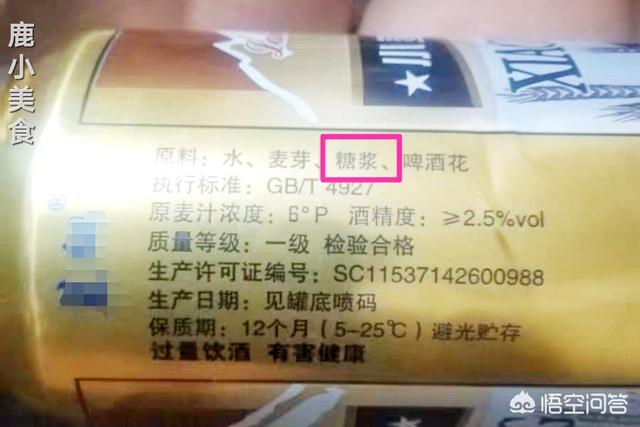 鹿小美食
XIAO
原料：水、麦芽、糖浆、啤酒花
执行标准：GB/T 4927
原麦汁浓度：6°P 酒精度：≥2.5%vol
质量等级：一级 检验合格
生产许可证编号：SC11537142600988
生产日期：见罐底喷码
保质期：12个月（5-25℃）避光贮存
过量饮酒 有害健康
悟空问答